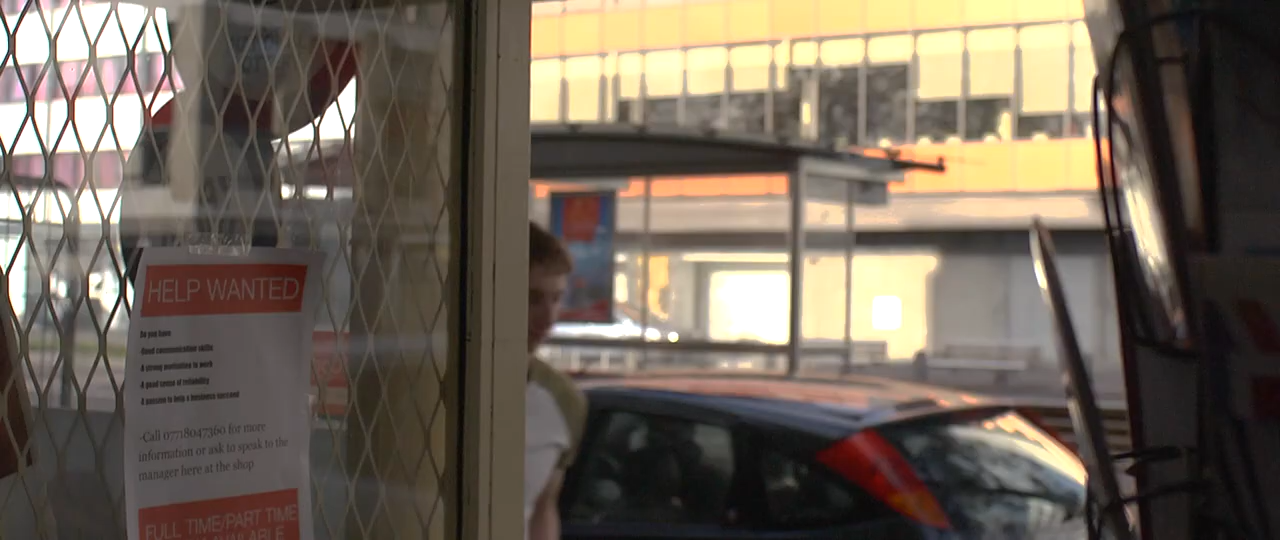 HELP WANTED
Do you have
Good communication skills
A strong motivation to work
A good sense of reliability
A passion to help a business succeed
-Call 07718047360 for more
information or ask to speak to the
manager here at the shop
FULL TIME/PART TIME
AVAILABLE